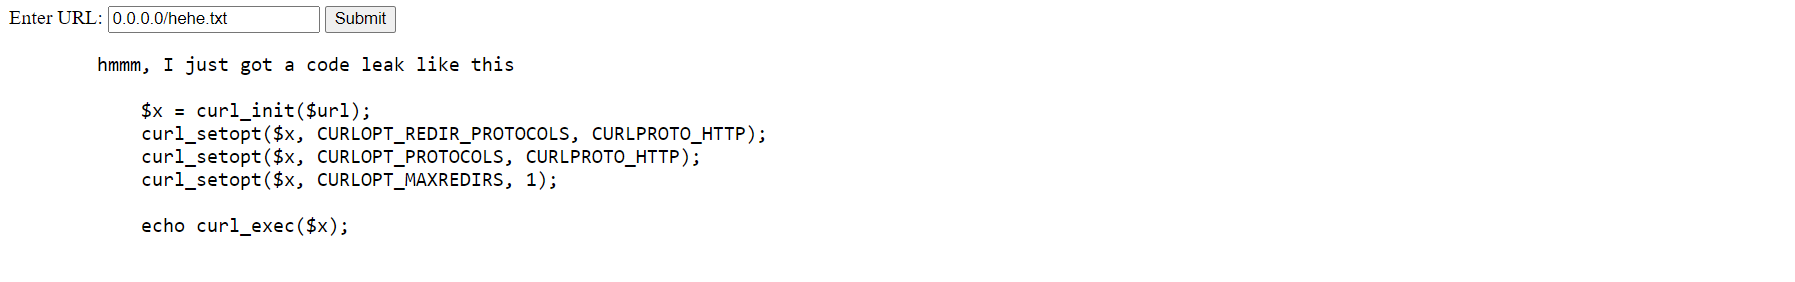 Enter URL: 0.0.0.0/hehe.txt Submit
hmmm, I just got a code leak like this
$x = curl_init($url);
curl_setopt($x, CURLOPT_REDIR_PROTOCOLS, CURLPROTO_HTTP);
curl_setopt($x, CURLOPT_PROTOCOLS, CURLPROTO_HTTP);
curl_setopt($x, CURLOPT_MAXREDIRS, 1);
echo curl_exec($x);